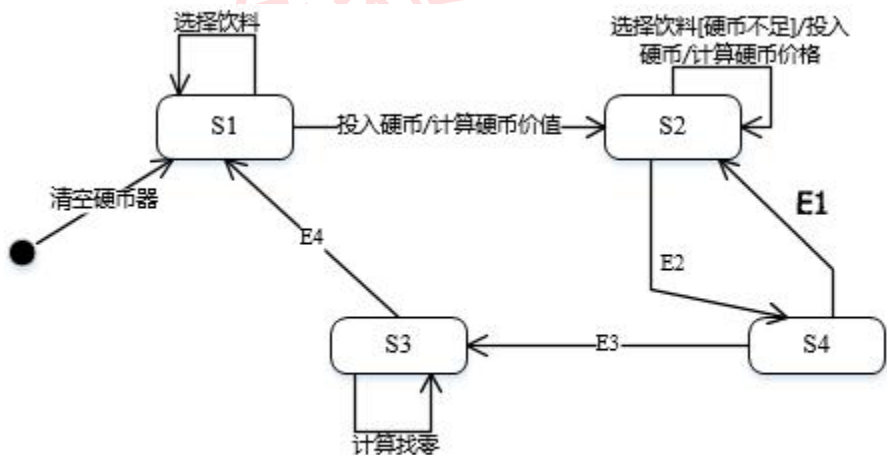 选择饮料
选择饮料[硬币不足]/投入
硬币/计算硬币价格
S1
投入硬币/计算硬币价值
S2
清空硬币器
E1
E4
E2
S3
E3
S4
计算找零